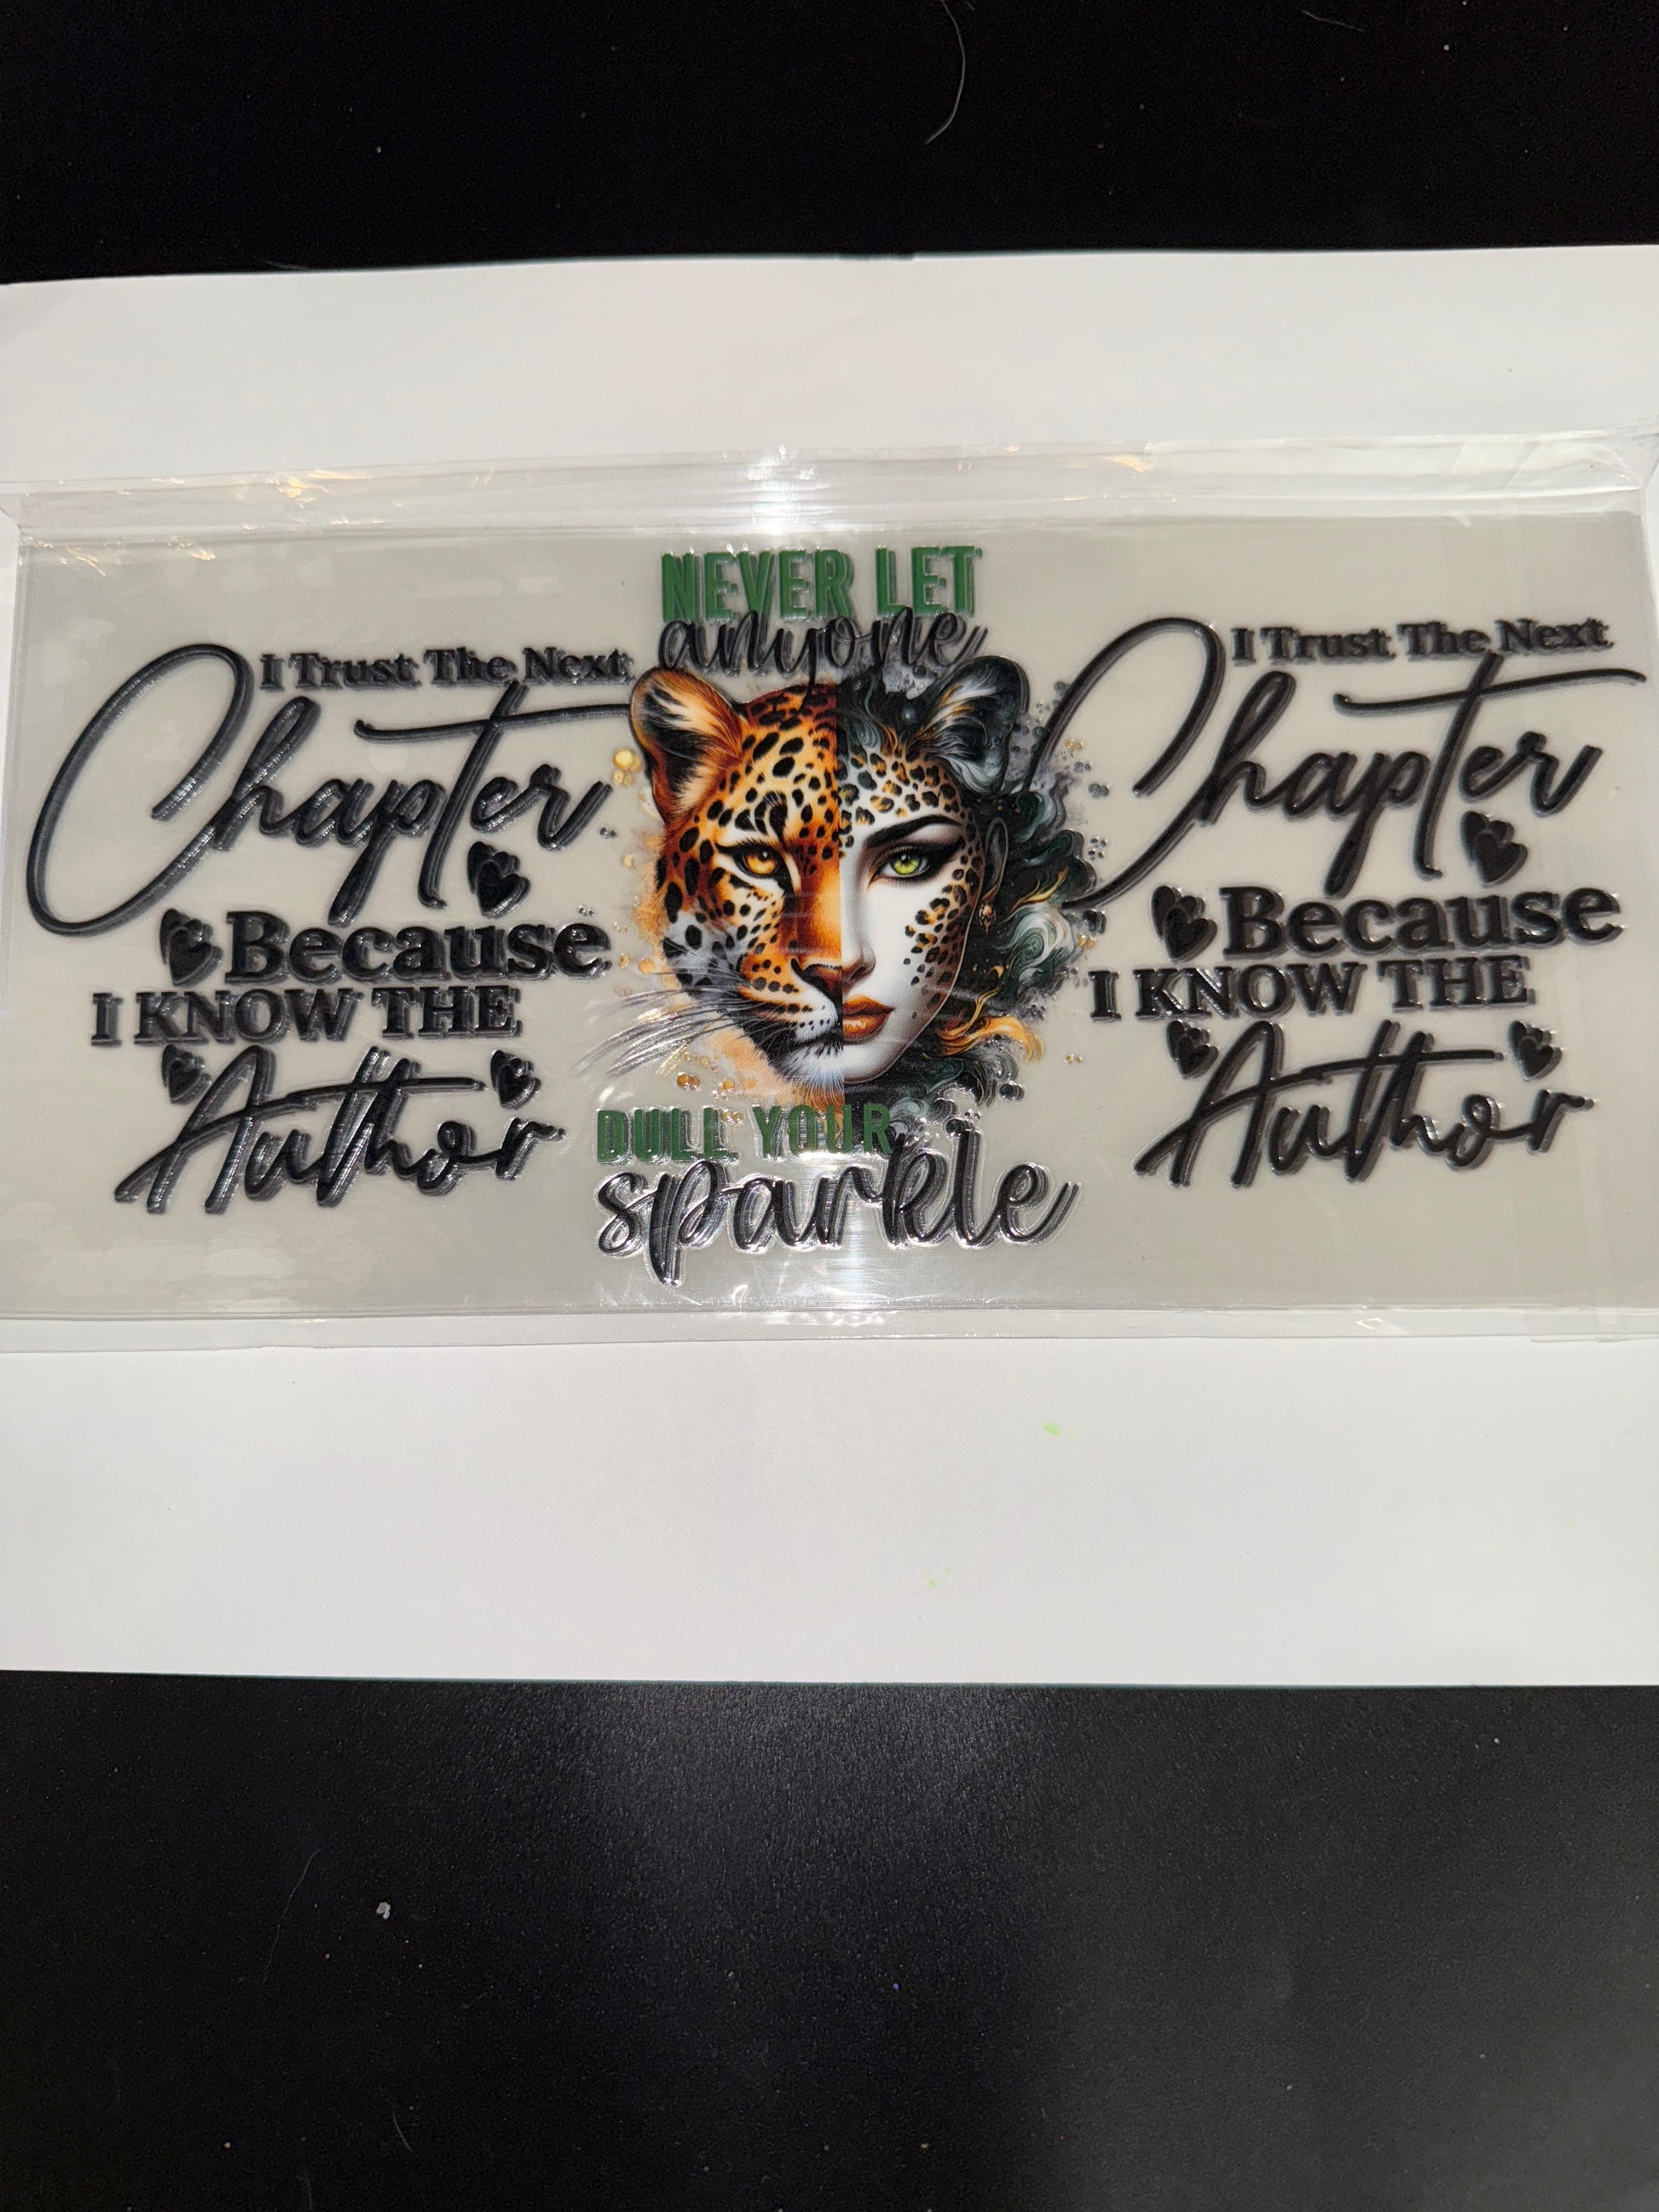 I Trust The Next
Chapter
Because
I KNOW THE
Author
NEVER LET
anyone
DULL YOUR
sparkle
I Trust The Next
Chapter
Because
I KNOW THE
Author